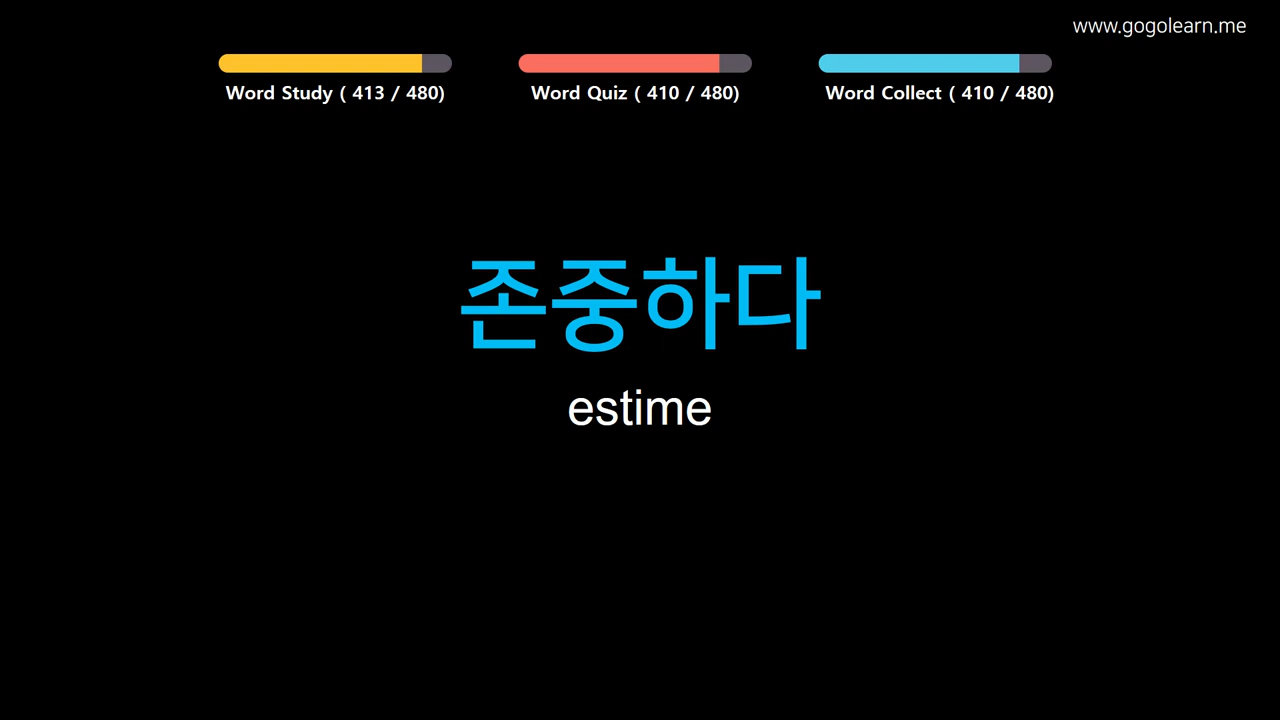 www.gogolearn.me
Word Study ( 413 / 480)
Word Quiz ( 410 / 480)
Word Collect ( 410 / 480)
존중하다
estime